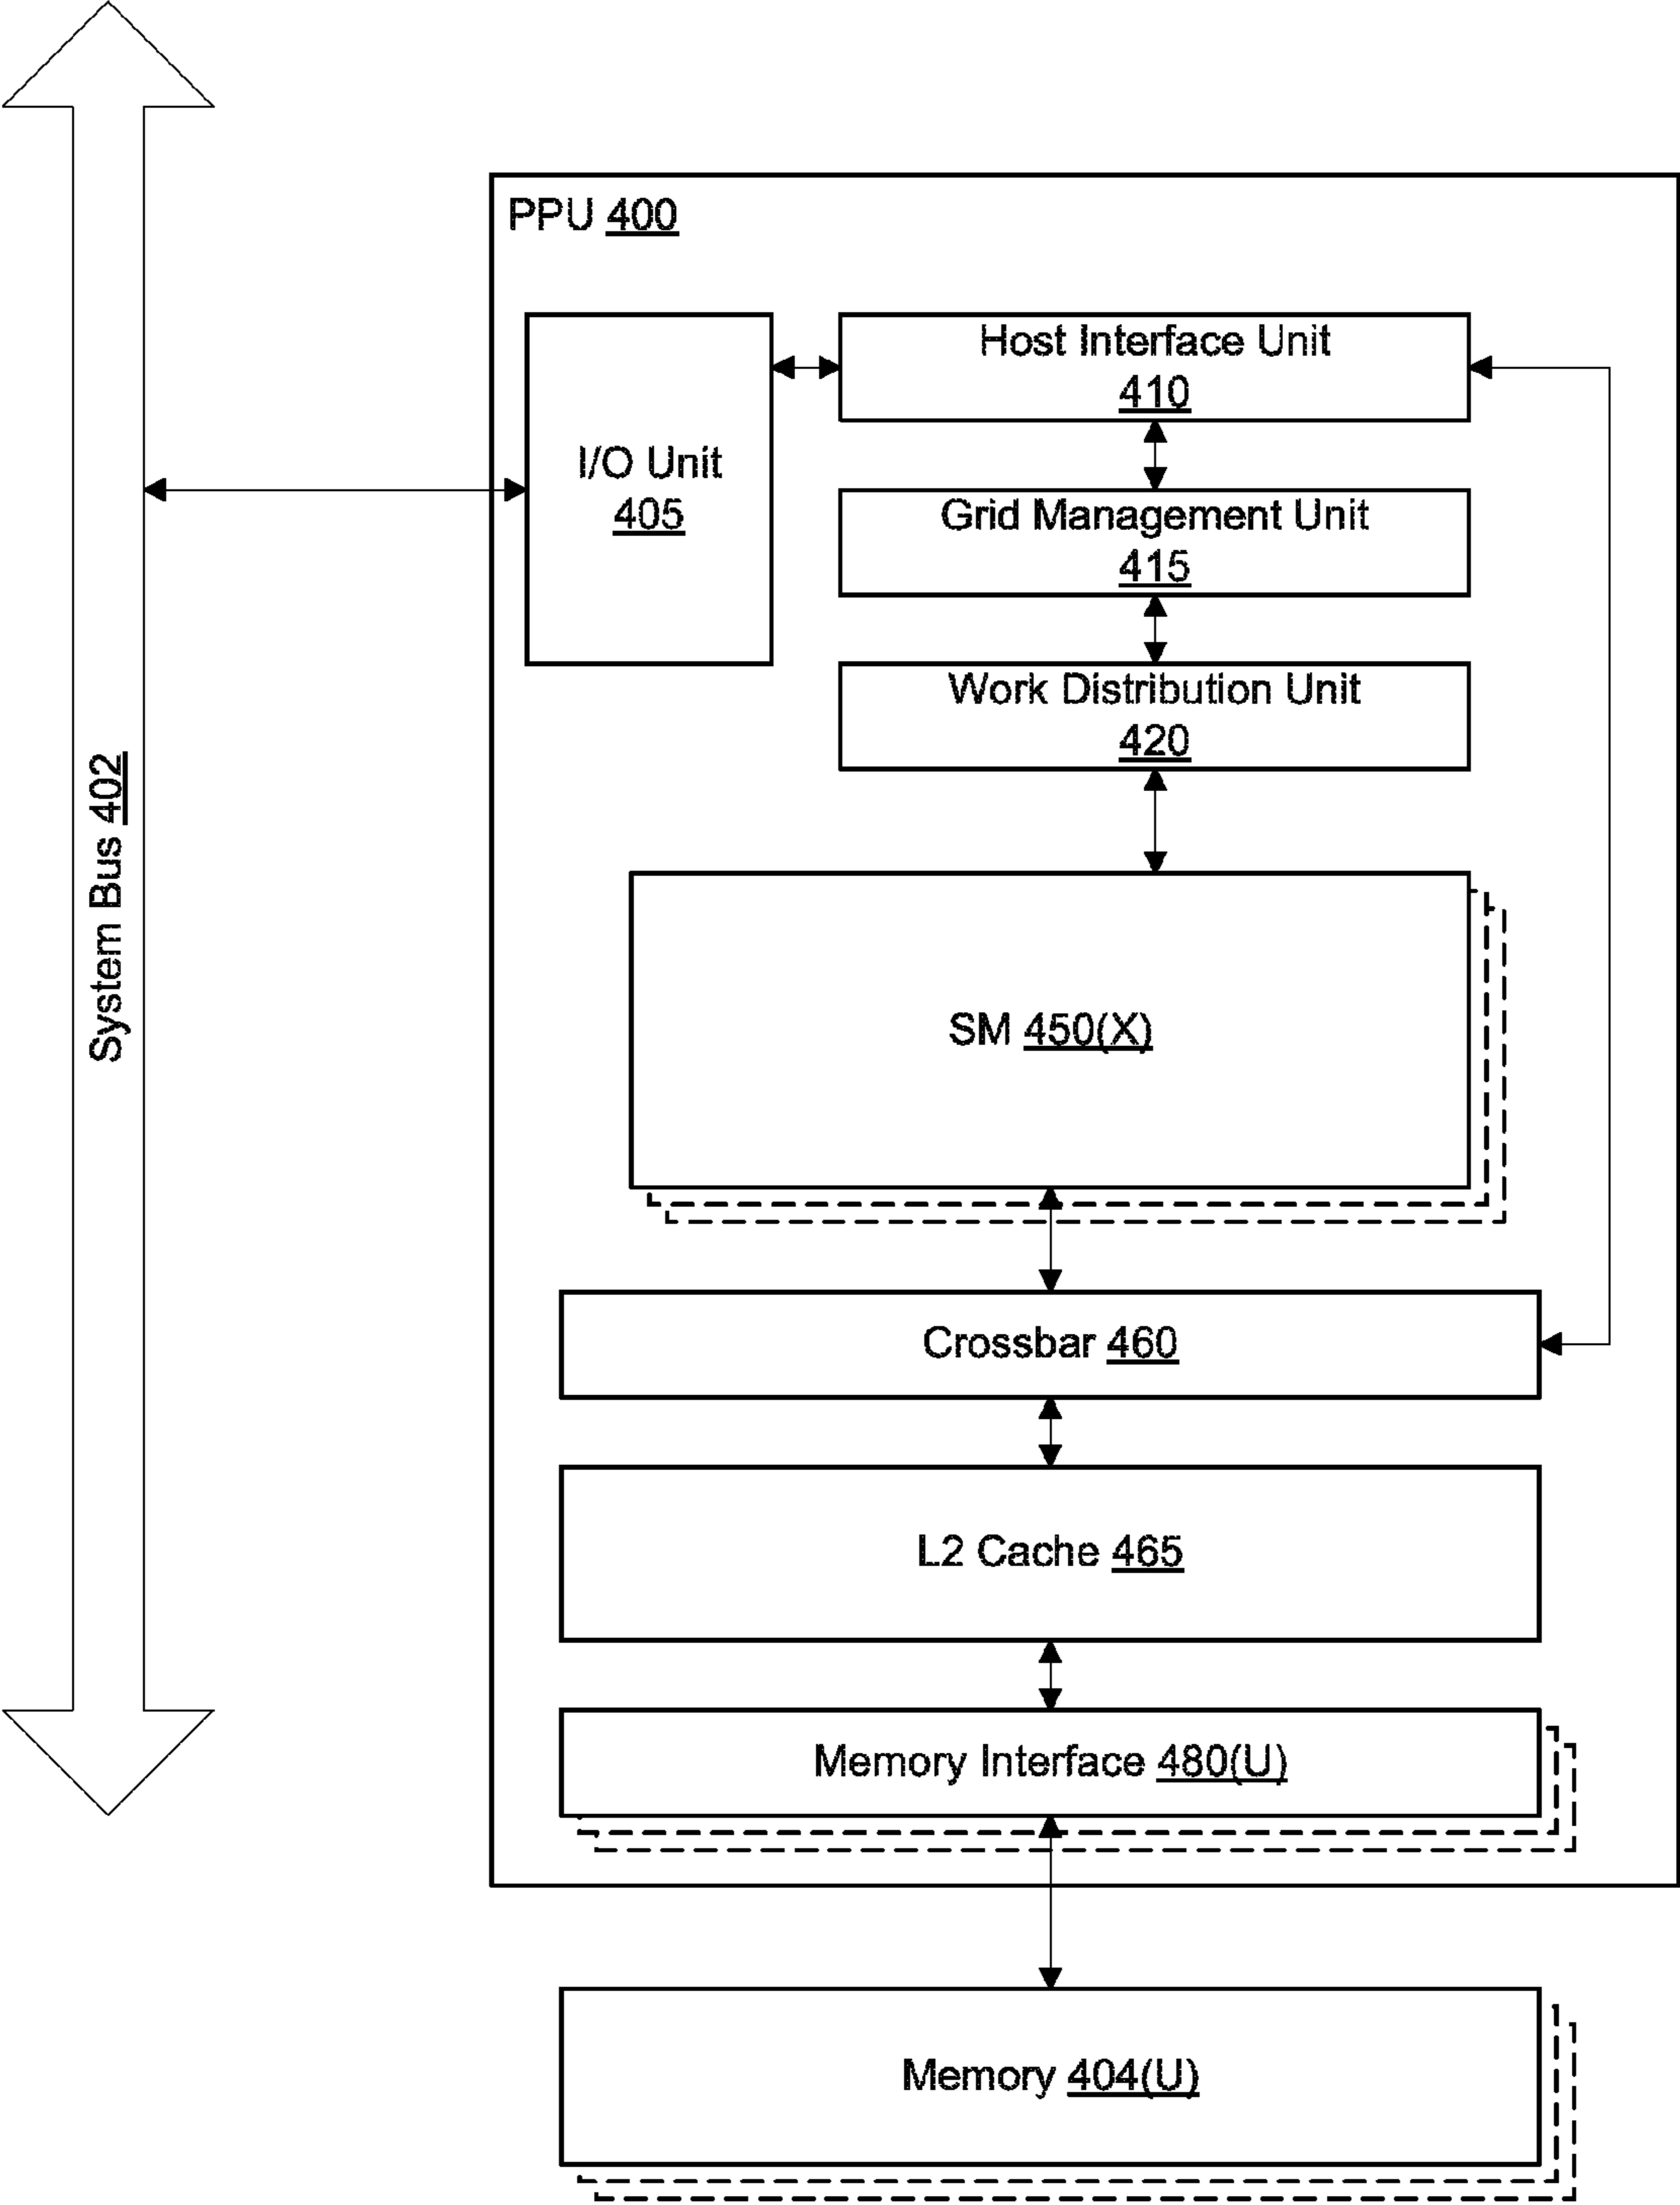 PPU 400
Host Interface Unit
410
I/O Unit
405
Grid Management Unit
415
Work Distribution Unit
420
System Bus 402
SM 450(X)
Crossbar 460
L2 Cache 465
Memory Interface 480(U)
Memory 404(U)